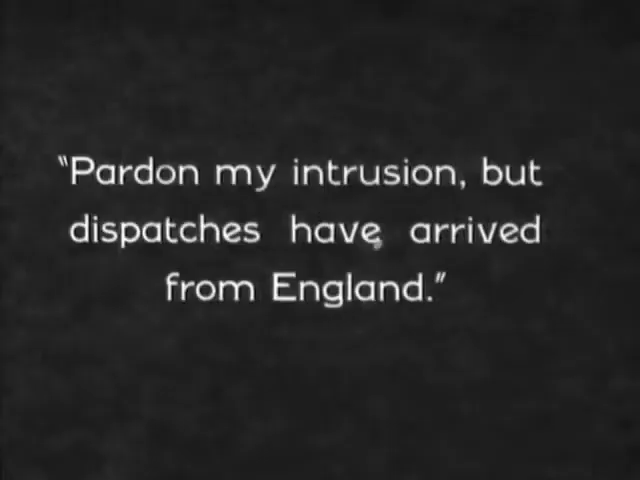 “Pardon my intrusion, but
dispatches have arrived
from England.”